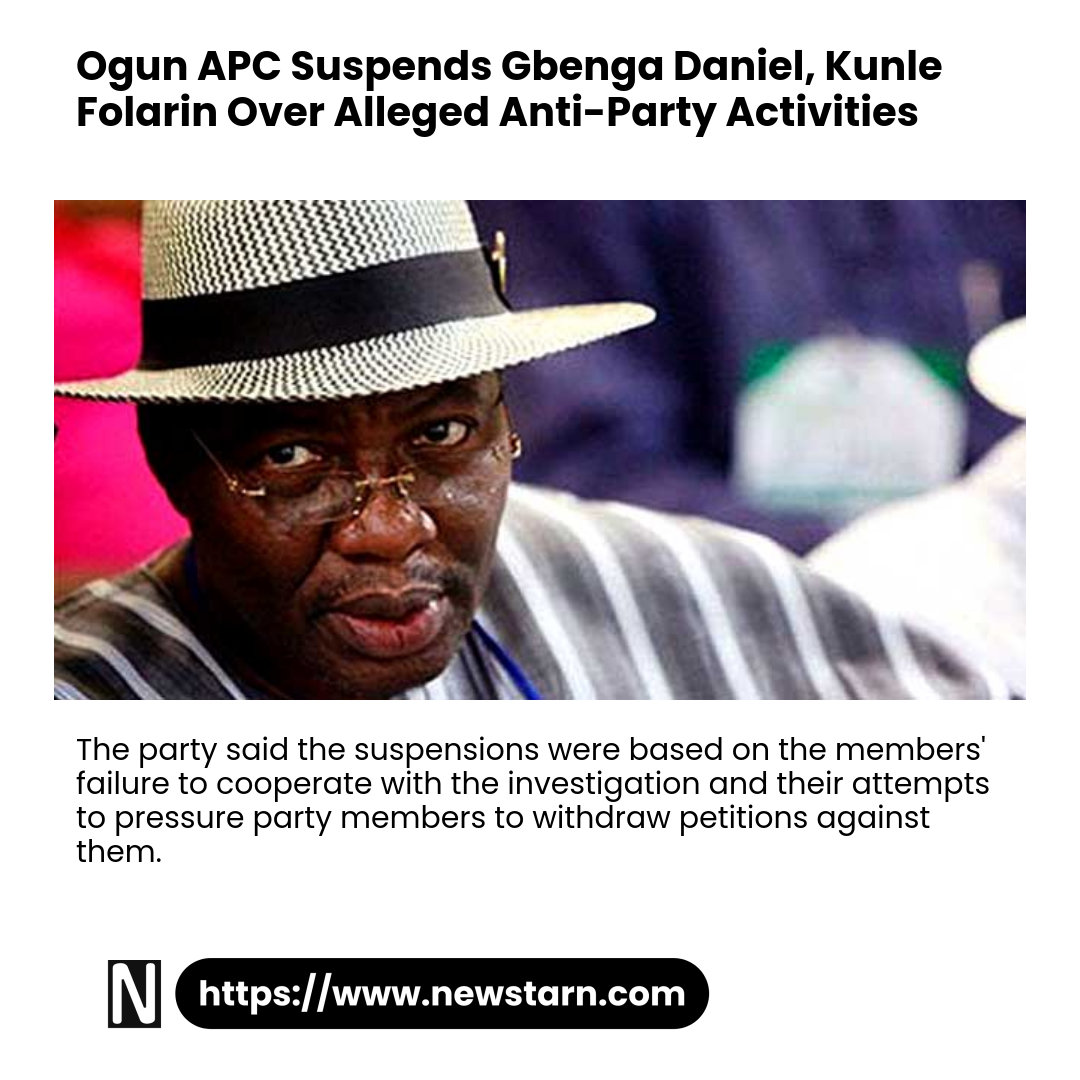 Ogun APC Suspends Gbenga Daniel, Kunle
Folarin Over Alleged Anti-Party Activities
The party said the suspensions were based on the members'
failure to cooperate with the investigation and their attempts
to pressure party members to withdraw petitions against
them.
N
https://www.newstarn.com